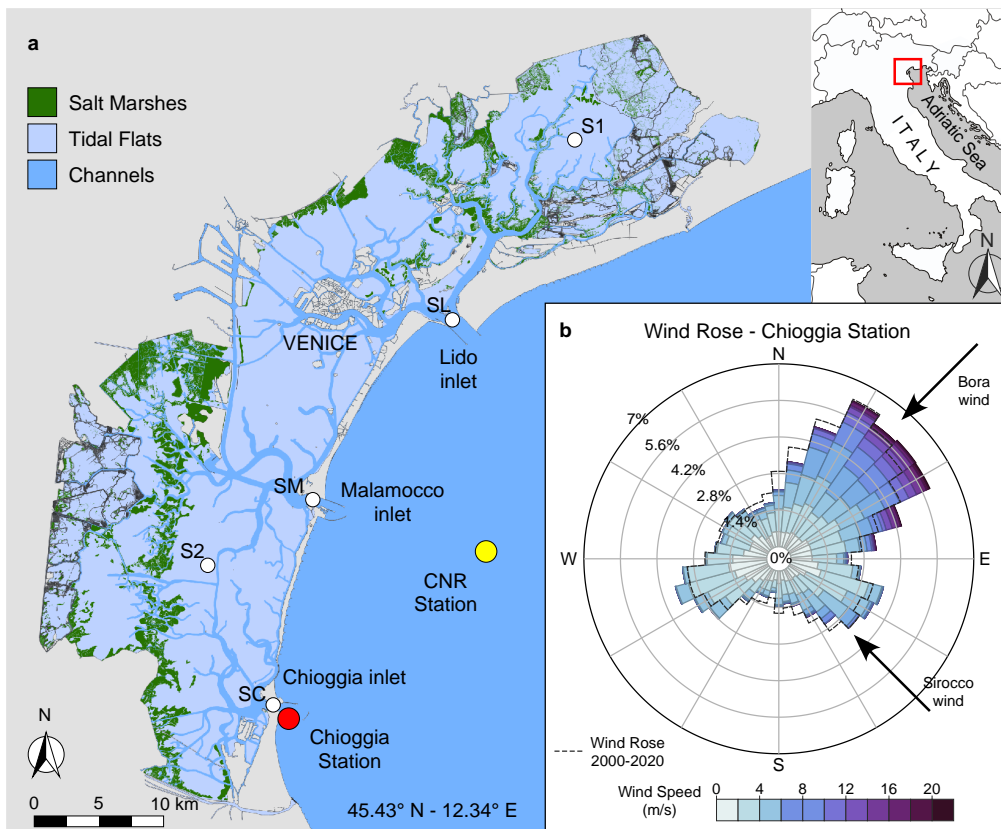 a
Salt Marshes
Tidal Flats
Channels
S1
SL
VENICE
Lido
inlet
SM
Malamocco
inlet
S2
CNR
Station
Chioggia inlet
SC
Chioggia
Station
N
0 5 10 km
45.43° N - 12.34° E
ITALY
Adriatic Sea
N
b
Wind Rose - Chioggia Station
N
Bora
wind
7%
5.6%
4.2%
2.8%
1.4%
0%
W
E
Sirocco
wind
S
Wind Rose
2000-2020
Wind Speed
(m/s)
0 4 8 12 16 20